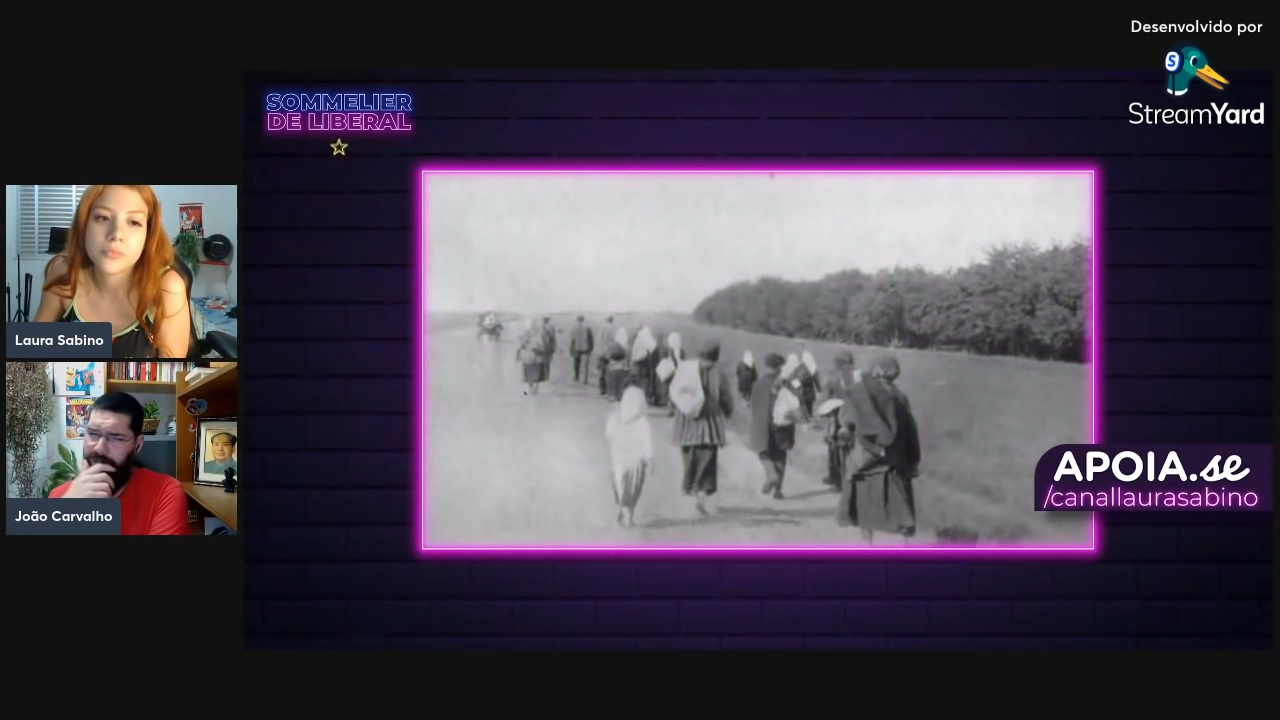 Desenvolvido por
StreamYard
SOMMELIER
DE LIBERAL
Laura Sabino
João Carvalho
APOIA.se
/canallaurasabino